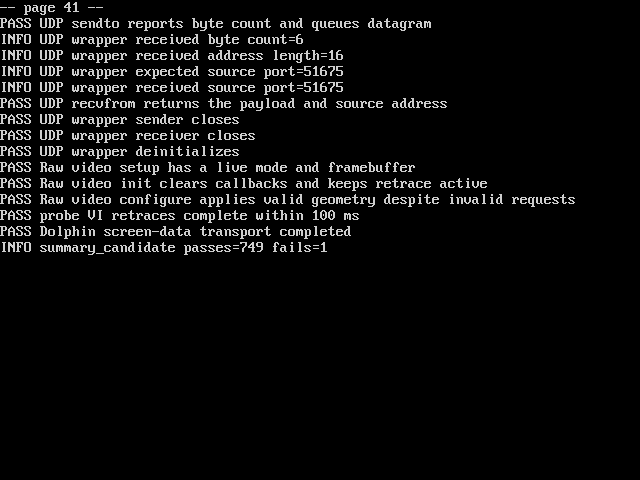 -- page 41 --
PASS UDP sendto reports byte count and queues datagram
INFO UDP wrapper received byte count=6
INFO UDP wrapper received address length=16
INFO UDP wrapper expected source port=51675
INFO UDP wrapper received source port=51675
PASS UDP recvfrom returns the payload and source address
PASS UDP wrapper sender closes
PASS UDP wrapper receiver closes
PASS UDP wrapper deinitializes
PASS Raw video setup has a live mode and framebuffer
PASS Raw video init clears callbacks and keeps retrace active
PASS Raw video configure applies valid geometry despite invalid requests
PASS probe VI retraces complete within 100 ms
PASS Dolphin screen-data transport completed
INFO summary_candidate passes=749 fails=1